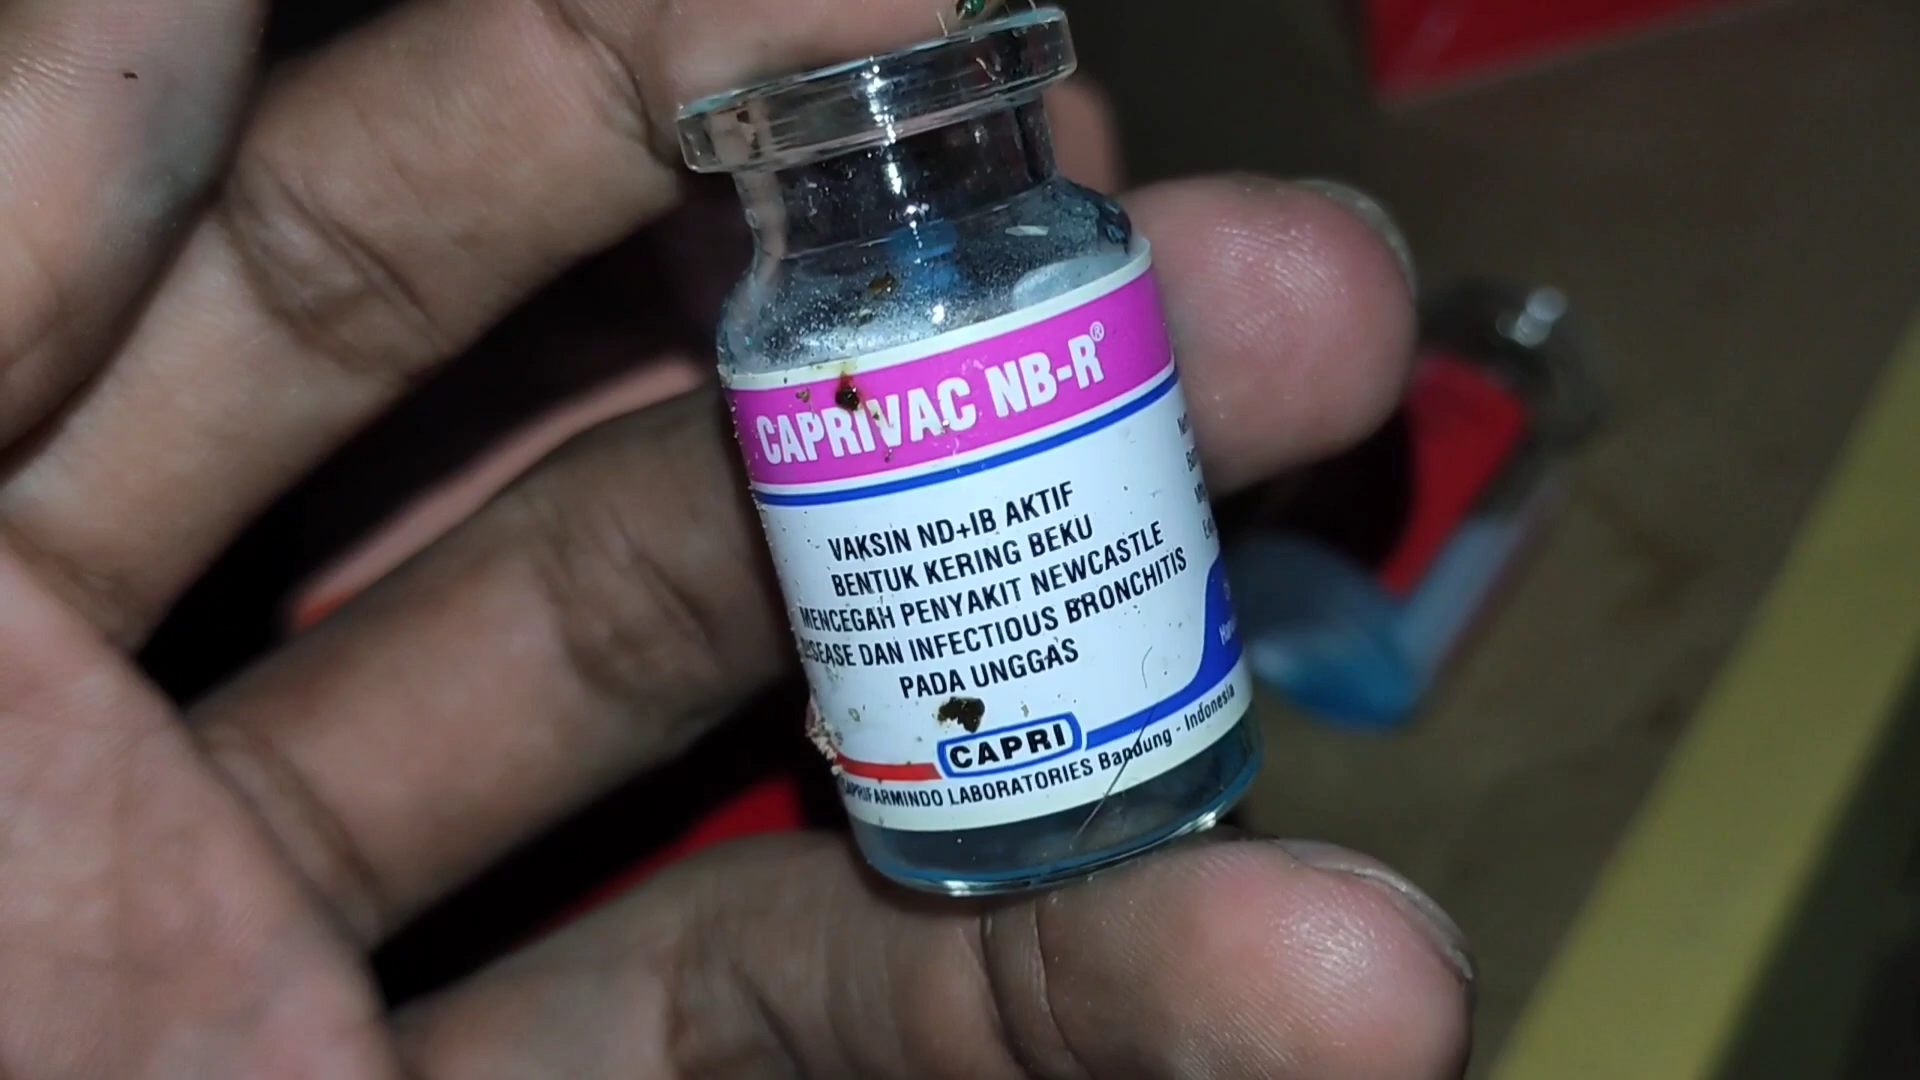 CAPRIVAC NB-R®
VAKSIN ND+IB AKTIF
BENTUK KERING BEKU
MENCEGAH PENYAKIT NEWCASTLE
DISEASE DAN INFECTIOUS BRONCHITIS
PADA UNGGAS
CAPRI
CAPRIFARMINDO LABORATORIES Bandung - Indonesia